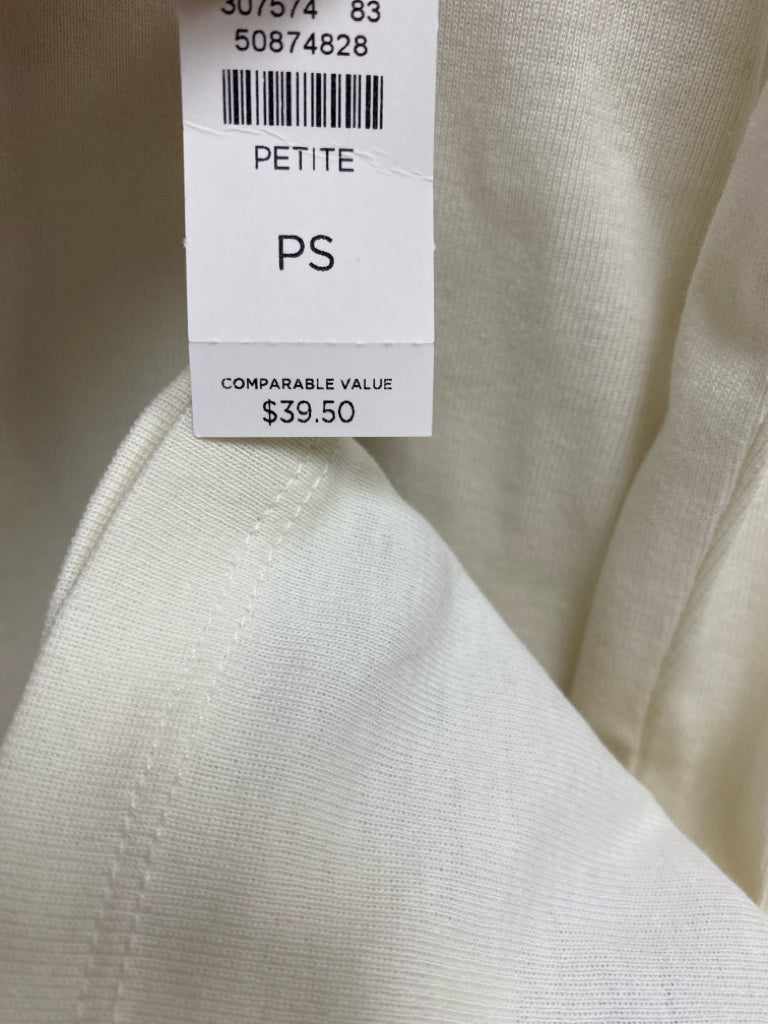 307574 83
50874828
PETITE
PS
COMPARABLE VALUE
$39.50